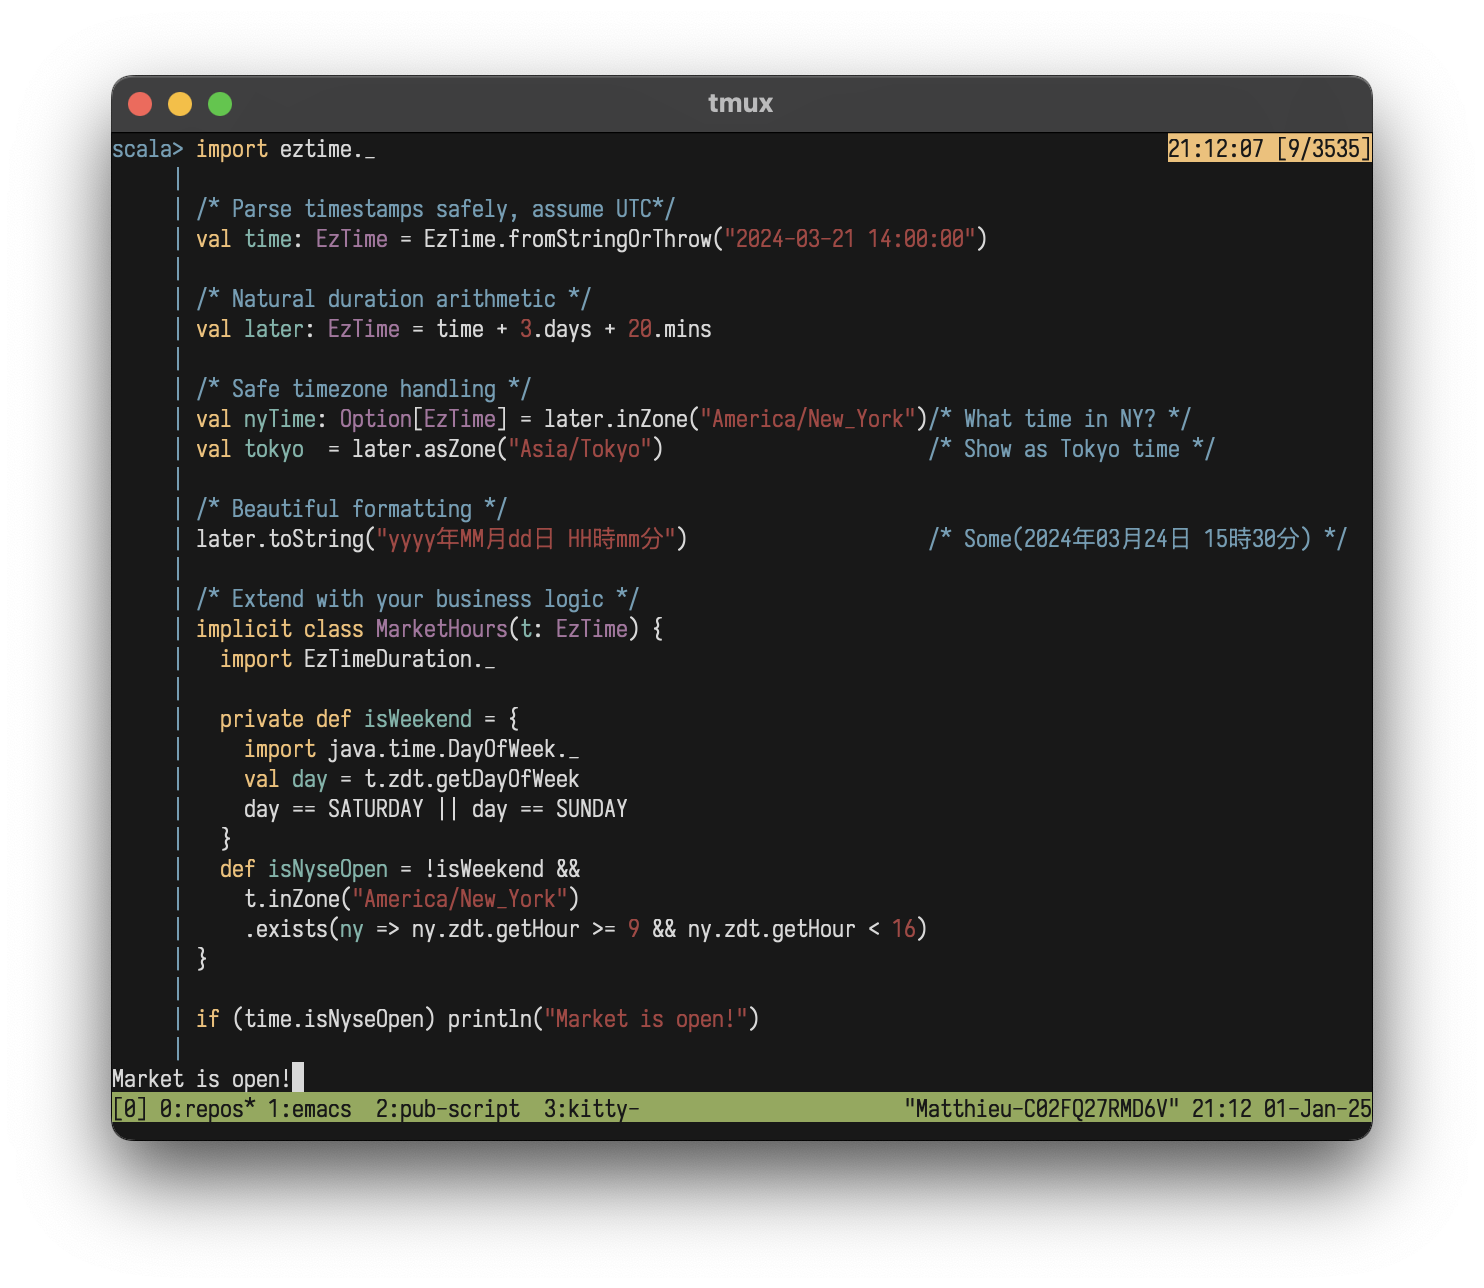 tmux
scala> import eztime._ 21:12:07 [9/3535]
|
| /* Parse timestamps safely, assume UTC*/
| val time: EzTime = EzTime.fromStringOrThrow("2024-03-21 14:00:00")
|
| /* Natural duration arithmetic */
| val later: EzTime = time + 3.days + 20.mins
|
| /* Safe timezone handling */
| val nyTime: Option[EzTime] = later.inZone("America/New_York")/* What time in NY? */
| val tokyo  = later.asZone("Asia/Tokyo")                      /* Show as Tokyo time */
|
| /* Beautiful formatting */
| later.toString("yyyy年MM月dd日 HH時mm分")                    /* Some(2024年03月24日 15時30分) */
|
| /* Extend with your business logic */
| implicit class MarketHours(t: EzTime) {
|   import EzTimeDuration._
|
|   private def isWeekend = {
|     import java.time.DayOfWeek._
|     val day = t.zdt.getDayOfWeek
|     day == SATURDAY || day == SUNDAY
|   }
|   def isNyseOpen = !isWeekend &&
|     t.inZone("America/New_York")
|     .exists(ny => ny.zdt.getHour >= 9 && ny.zdt.getHour < 16)
| }
|
| if (time.isNyseOpen) println("Market is open!")
|
Market is open!
[0] 0:repos* 1:emacs  2:pub-script  3:kitty- "Matthieu-C02FQ27RMD6V" 21:12 01-Jan-25